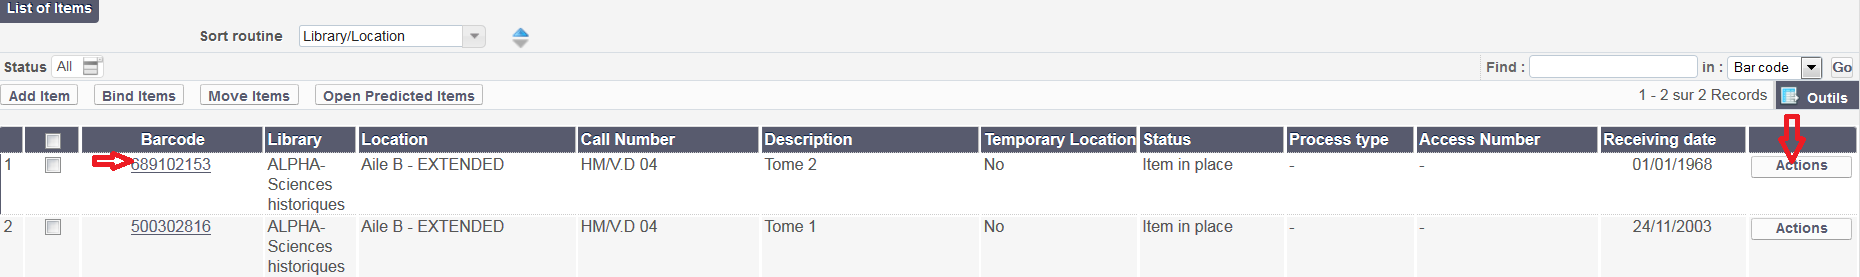 List of Items
Sort routine Library/Location
Status All Find : in : Barcode Go
Add Item Bind Items Move Items Open Predicted Items 1 - 2 sur 2 Records Outils
Barcode Library Location Call Number Description Temporary Location Status Process type Access Number Receiving date
1 689102153 ALPHA- Aile B - EXTENDED HM/V.D 04 Tome 2 No Item in place - - 01/01/1968 Actions
Sciences
historiques
2 500302816 ALPHA- Aile B - EXTENDED HM/V.D 04 Tome 1 No Item in place - - 24/11/2003 Actions
Sciences
historiques